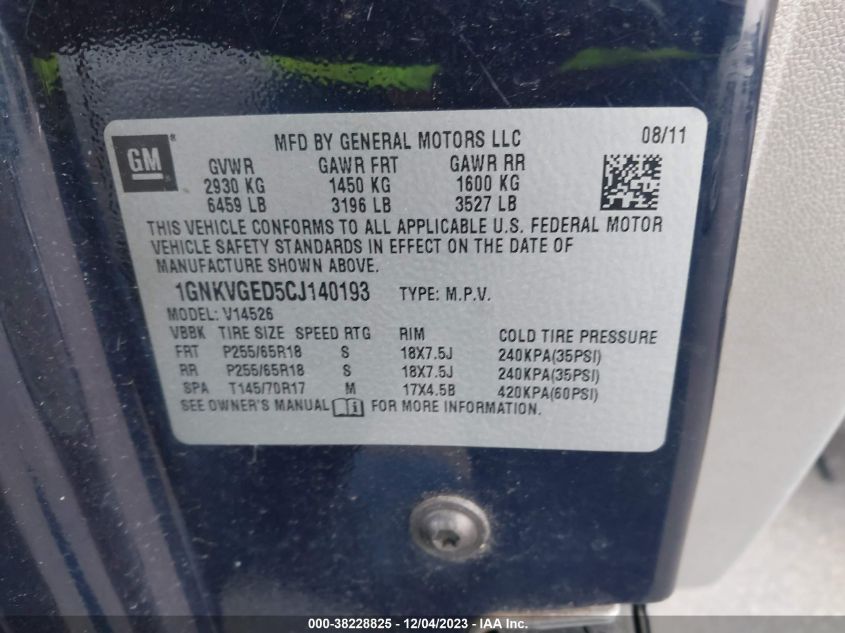 GM ®
MFD BY GENERAL MOTORS LLC 08/11
GVWR GAWR FRT GAWR RR
2930 KG 1450 KG 1600 KG
6459 LB 3196 LB 3527 LB
THIS VEHICLE CONFORMS TO ALL APPLICABLE U.S. FEDERAL MOTOR
VEHICLE SAFETY STANDARDS IN EFFECT ON THE DATE OF
MANUFACTURE SHOWN ABOVE.
1GNKVGED5CJ140193 TYPE: M.P.V.
MODEL: V14526
VBBK TIRE SIZE SPEED RTG RIM COLD TIRE PRESSURE
FRT P255/65R18 S 18X7.5J 240KPA(35PSI)
RR P255/65R18 S 18X7.5J 240KPA(35PSI)
SPA T145/70R17 M 17X4.5B 420KPA(60PSI)
SEE OWNER'S MANUAL i FOR MORE INFORMATION.
000-38228825 - 12/04/2023 - IAA Inc.